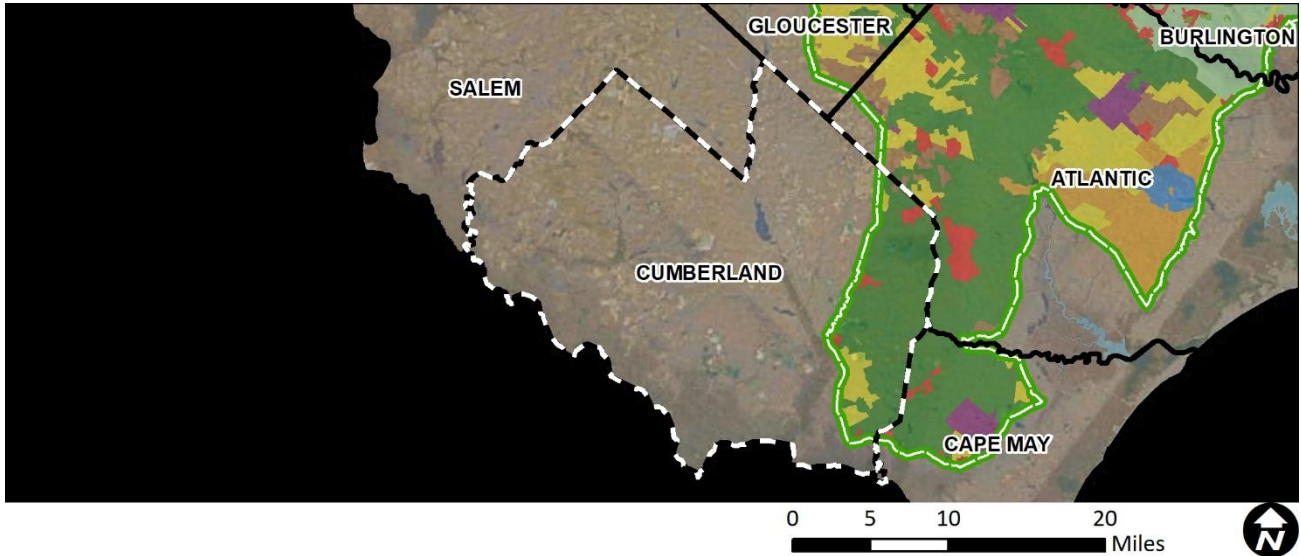 GLOUCESTER
BURLINGTON
SALEM
ATLANTIC
CUMBERLAND
CAPE MAY
0 5 10 20
Miles
N